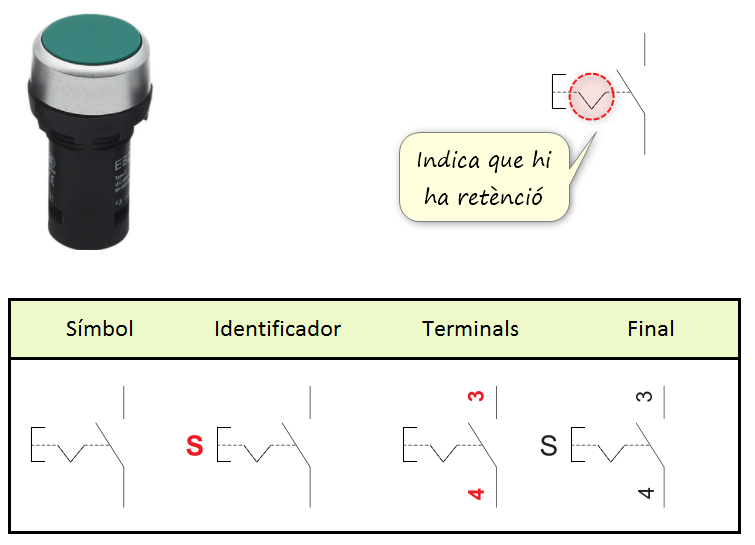 Indica que hi
ha retènció
Símbol Identificador Terminals Final
S 3 S 3
4 4